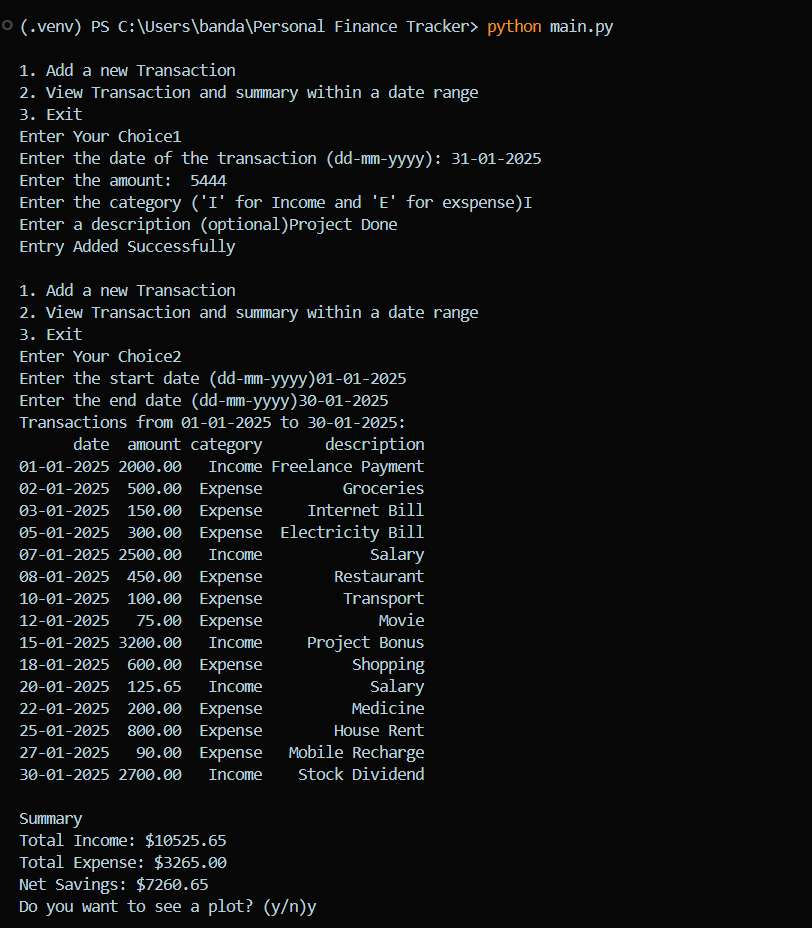 (.venv) PS C:\Users\banda\Personal Finance Tracker> python main.py
1. Add a new Transaction
2. View Transaction and summary within a date range
3. Exit
Enter Your Choice1
Enter the date of the transaction (dd-mm-yyyy): 31-01-2025
Enter the amount:  5444
Enter the category ('I' for Income and 'E' for exspense)I
Enter a description (optional)Project Done
Entry Added Successfully
1. Add a new Transaction
2. View Transaction and summary within a date range
3. Exit
Enter Your Choice2
Enter the start date (dd-mm-yyyy)01-01-2025
Enter the end date (dd-mm-yyyy)30-01-2025
Transactions from 01-01-2025 to 30-01-2025:
      date  amount category       description
01-01-2025 2000.00   Income Freelance Payment
02-01-2025  500.00  Expense         Groceries
03-01-2025  150.00  Expense     Internet Bill
05-01-2025  300.00  Expense  Electricity Bill
07-01-2025 2500.00   Income            Salary
08-01-2025  450.00  Expense        Restaurant
10-01-2025  100.00  Expense         Transport
12-01-2025   75.00  Expense             Movie
15-01-2025 3200.00   Income     Project Bonus
18-01-2025  600.00  Expense          Shopping
20-01-2025  125.65   Income            Salary
22-01-2025  200.00  Expense          Medicine
25-01-2025  800.00  Expense        House Rent
27-01-2025   90.00  Expense   Mobile Recharge
30-01-2025 2700.00   Income    Stock Dividend
Summary
Total Income: $10525.65
Total Expense: $3265.00
Net Savings: $7260.65
Do you want to see a plot? (y/n)y